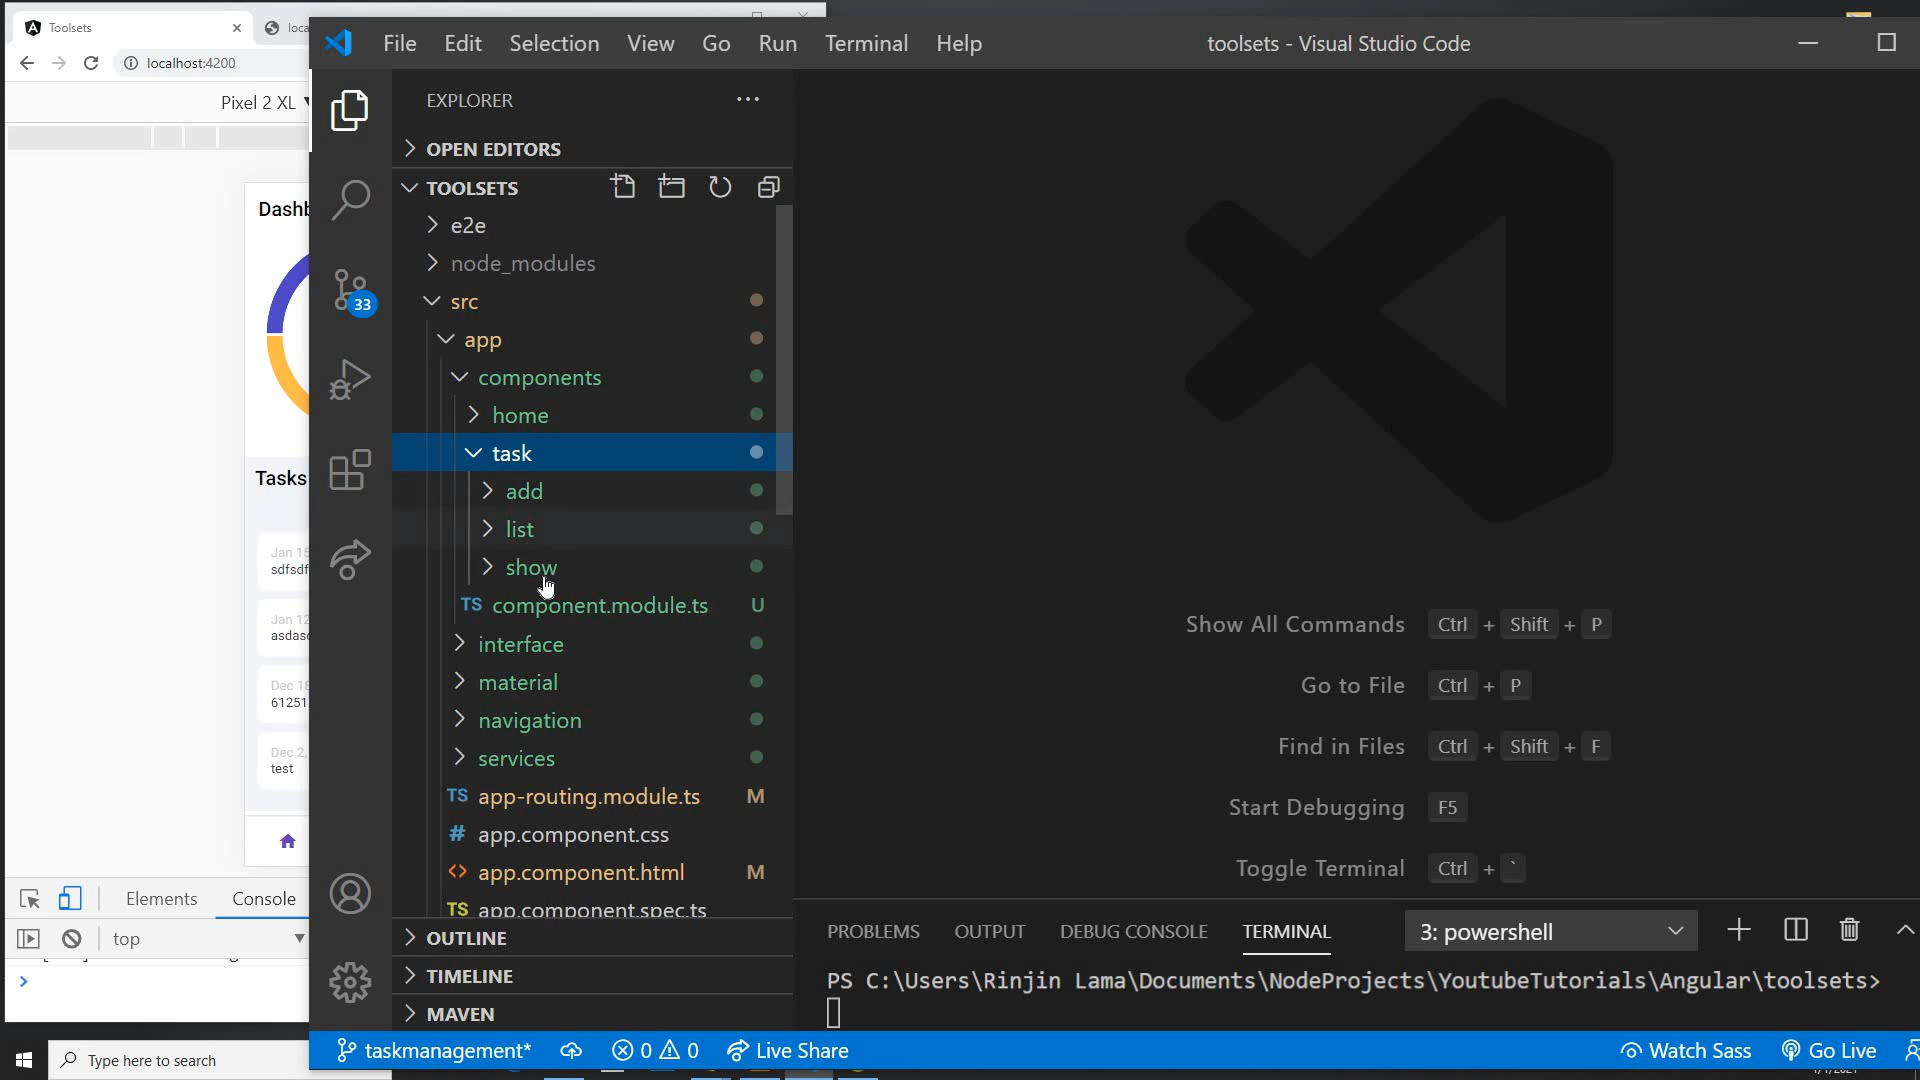 Toolsets
loca
localhost:4200
Pixel 2 XL
Dashb
Tasks
Jan 15
sdfsdf
Jan 12
asdasd
Dec 18
61251
Dec 2,
test
Elements
Console
top
Type here to search
File Edit Selection View Go Run Terminal Help
toolsets - Visual Studio Code
EXPLORER
OPEN EDITORS
TOOLSETS
e2e
node_modules
src
app
components
home
task
add
list
show
TS component.module.ts U
interface
material
navigation
services
TS app-routing.module.ts M
# app.component.css
<> app.component.html M
TS app.component.spec.ts
OUTLINE
TIMELINE
MAVEN
33
Show All Commands Ctrl + Shift + P
Go to File Ctrl + P
Find in Files Ctrl + Shift + F
Start Debugging F5
Toggle Terminal Ctrl + `
PROBLEMS OUTPUT DEBUG CONSOLE TERMINAL 3: powershell
PS C:\Users\Rinjin Lama\Documents\NodeProjects\YoutubeTutorials\Angular\toolsets>
taskmanagement* 0 0 Live Share Watch Sass Go Live